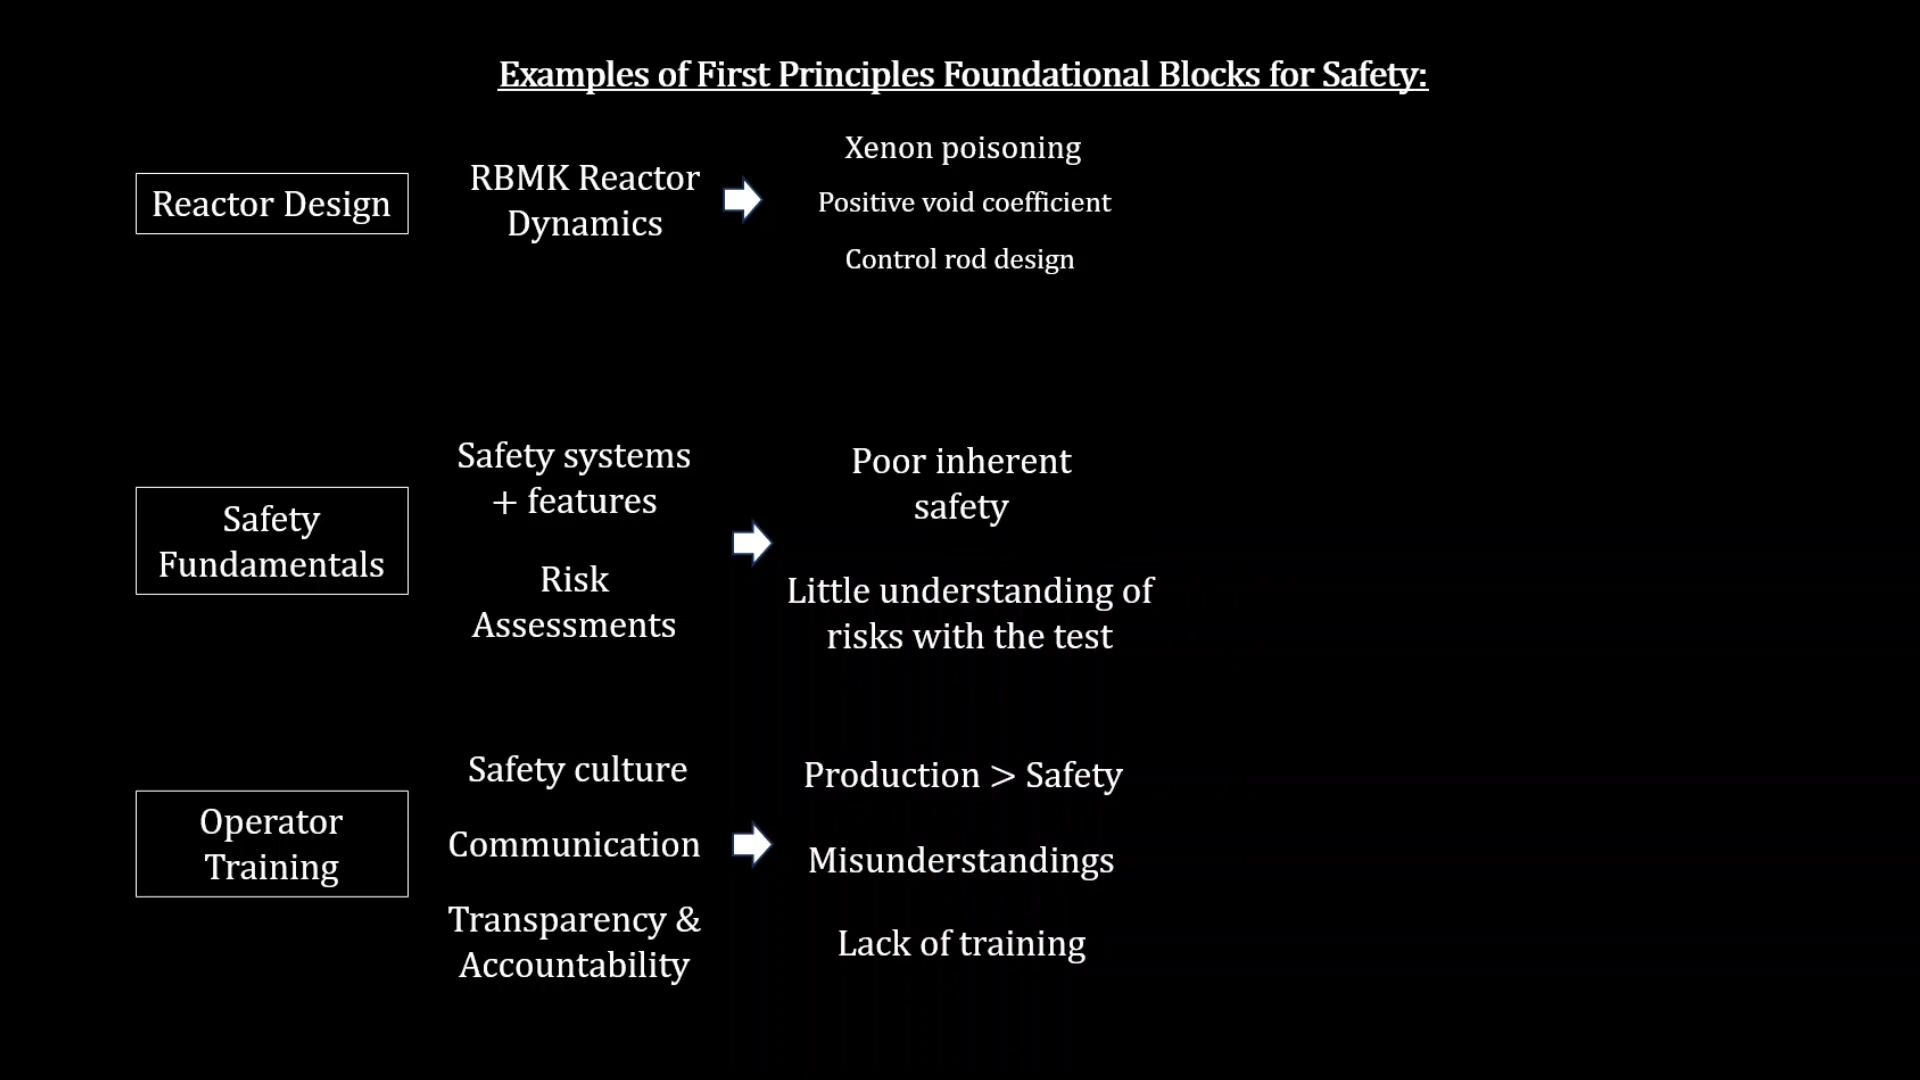 Examples of First Principles Foundational Blocks for Safety:
Reactor Design
RBMK Reactor
Dynamics
Xenon poisoning
Positive void coefficient
Control rod design
Safety
Fundamentals
Safety systems
+ features
Risk
Assessments
Poor inherent
safety
Little understanding of
risks with the test
Operator
Training
Safety culture
Communication
Transparency &
Accountability
Production > Safety
Misunderstandings
Lack of training